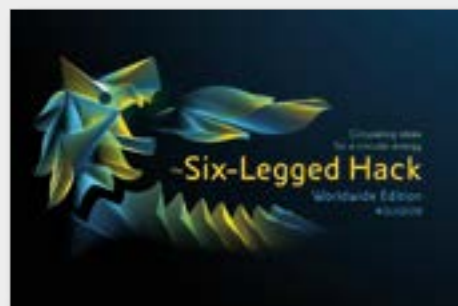 Circulating ideas
for a circular energy
~Six-Legged Hack
Worldwide Edition